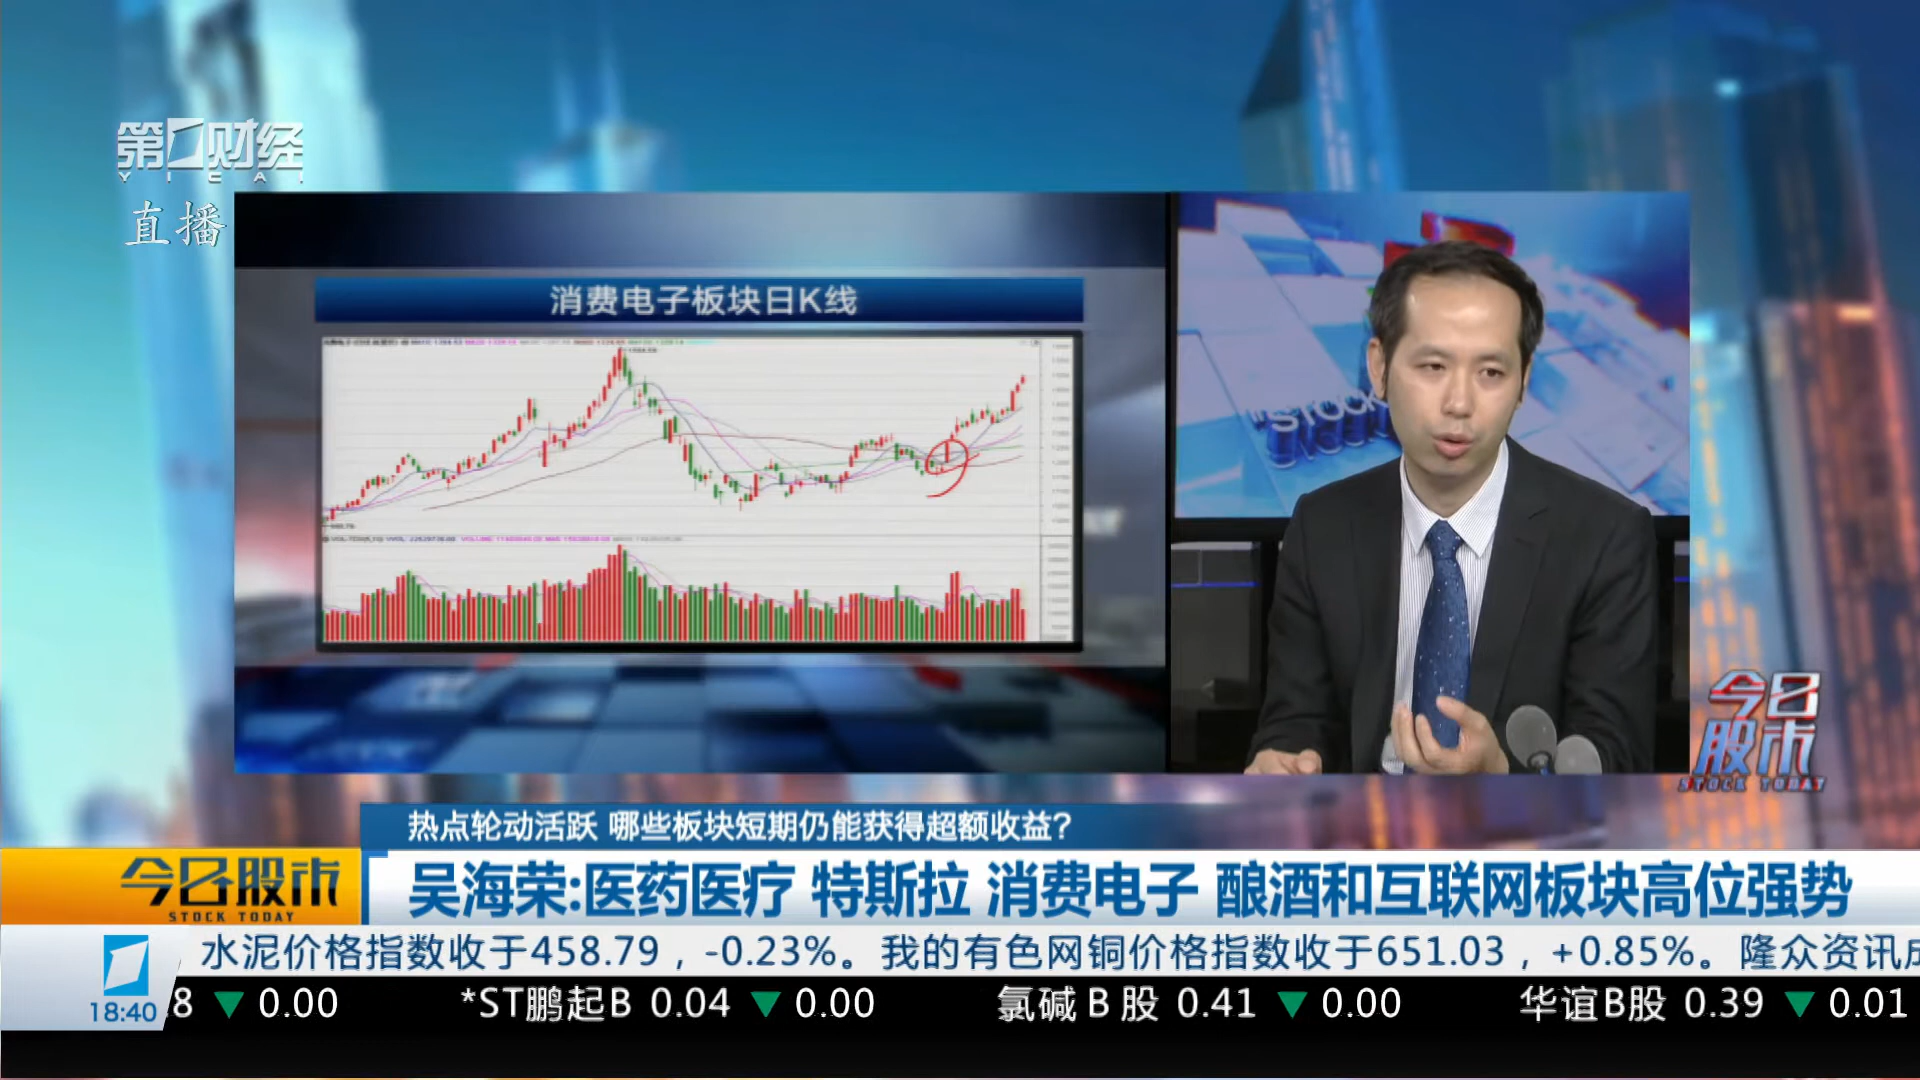 第1财经
YICAI
直播
消费电子板块日K线
STOCK
今日
股市
STOCK TODAY
热点轮动活跃 哪些板块短期仍能获得超额收益?
今日股市
STOCK TODAY
吴海荣:医药医疗 特斯拉 消费电子 酿酒和互联网板块高位强势
水泥价格指数收于458.79，-0.23%。我的有色网铜价格指数收于651.03，+0.85%。隆众资讯
18:40
8 ▼ 0.00 *ST鹏起B 0.04 ▼ 0.00 氯碱B股 0.41 ▼ 0.00 华谊B股 0.39 ▼ 0.01